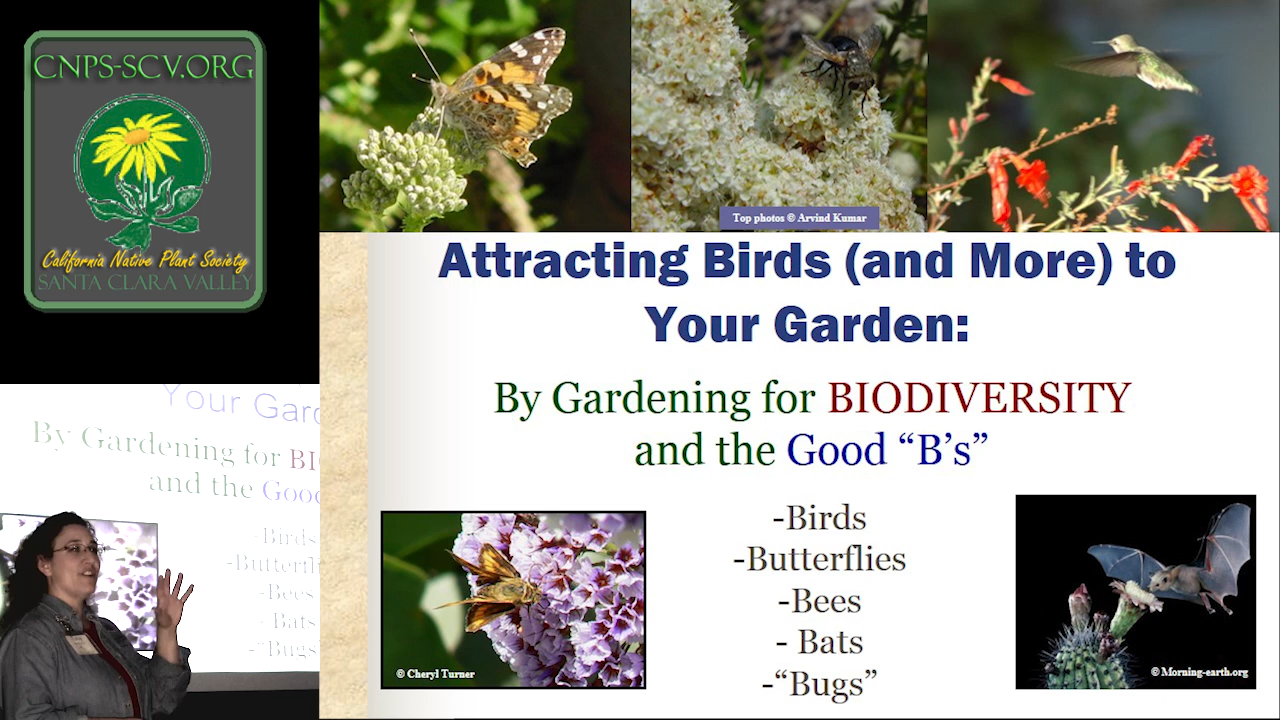 CNPS-SCV.ORG
California Native Plant Society
SANTA CLARA VALLEY
Top photos © Arvind Kumar
Attracting Birds (and More) to
Your Garden:
By Gardening for BIODIVERSITY
and the Good “B’s”
-Birds
-Butterflies
-Bees
- Bats
-“Bugs”
© Cheryl Turner
© Morning-earth.org
Your Gard
By Gardening for BI
and the Good
-Birds
-Butterfli
-Bees
- Bats
-“Bugs